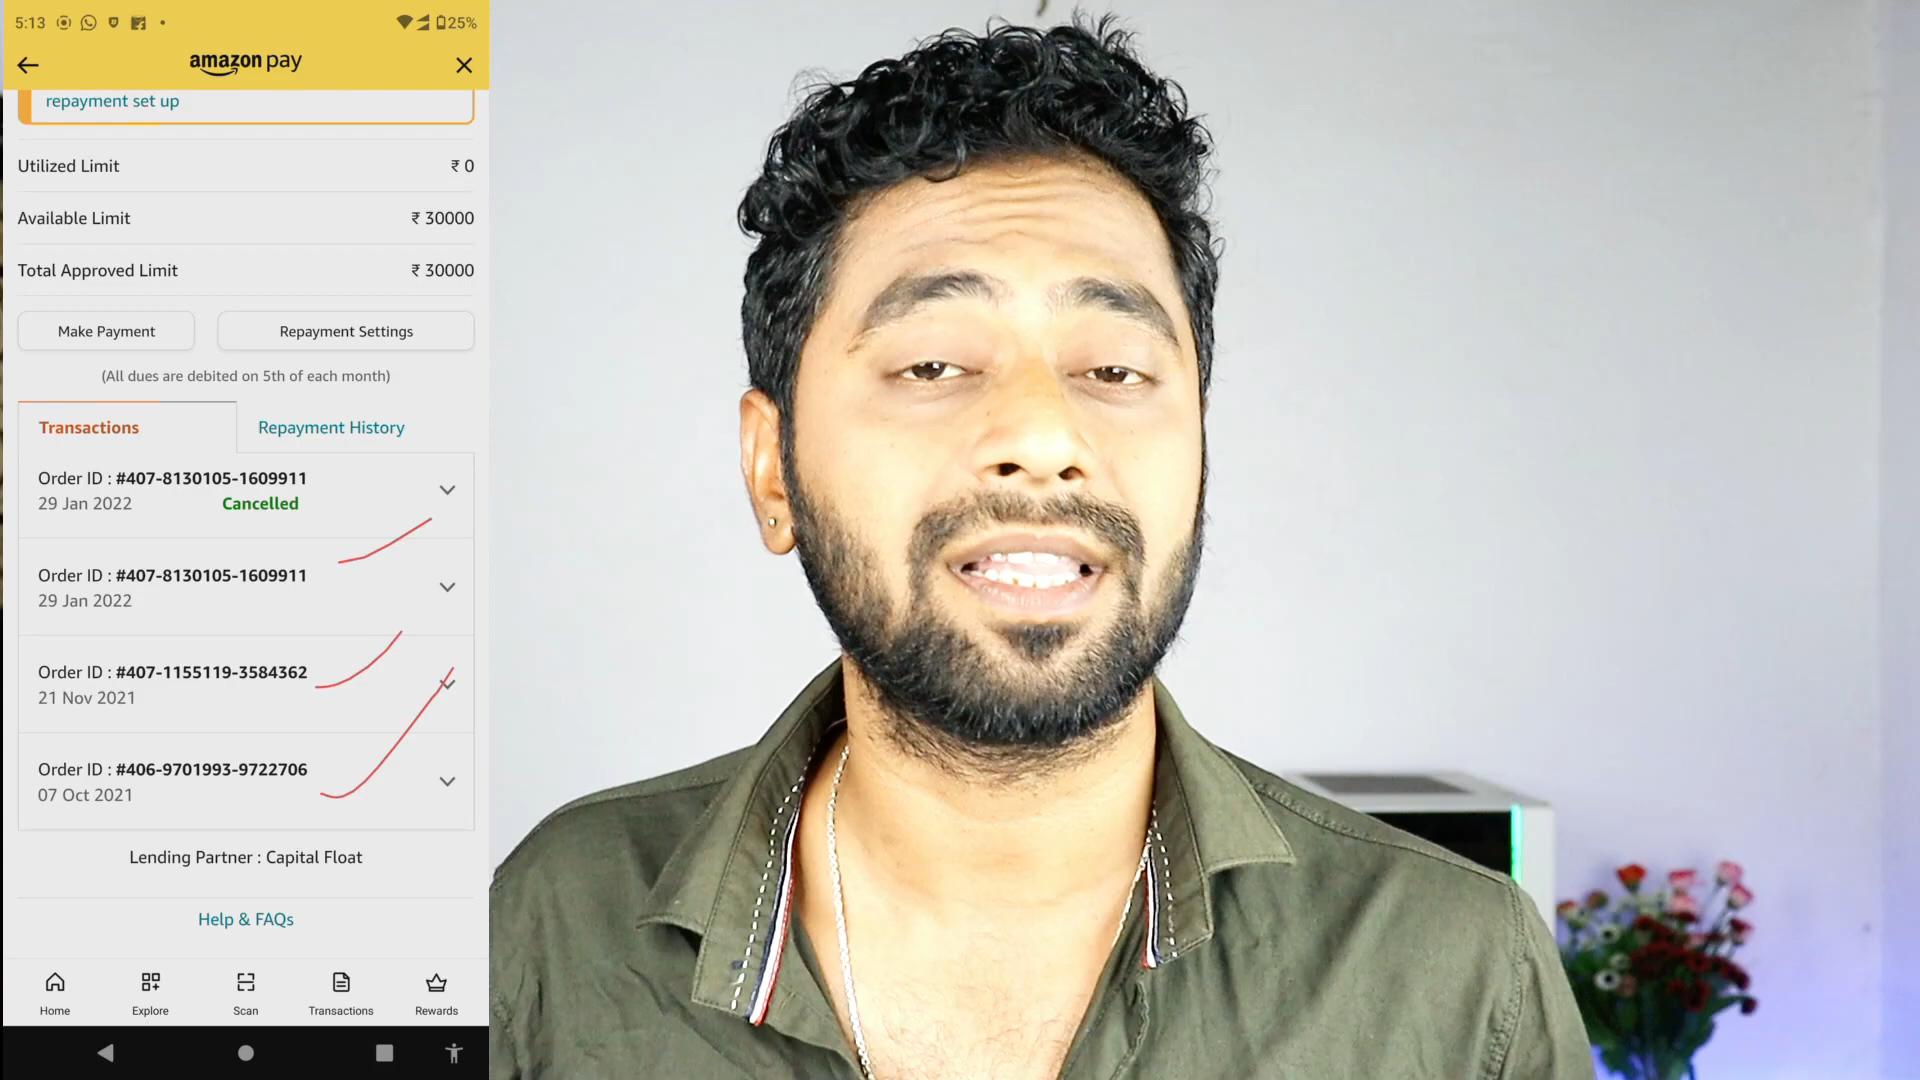 5:13
25%
amazon pay
repayment set up
Utilized Limit ₹ 0
Available Limit ₹ 30000
Total Approved Limit ₹ 30000
Make Payment Repayment Settings
(All dues are debited on 5th of each month)
Transactions Repayment History
Order ID : #407-8130105-1609911
29 Jan 2022 Cancelled
Order ID : #407-8130105-1609911
29 Jan 2022
Order ID : #407-1155119-3584362
21 Nov 2021
Order ID : #406-9701993-9722706
07 Oct 2021
Lending Partner : Capital Float
Help & FAQs
Home Explore Scan Transactions Rewards